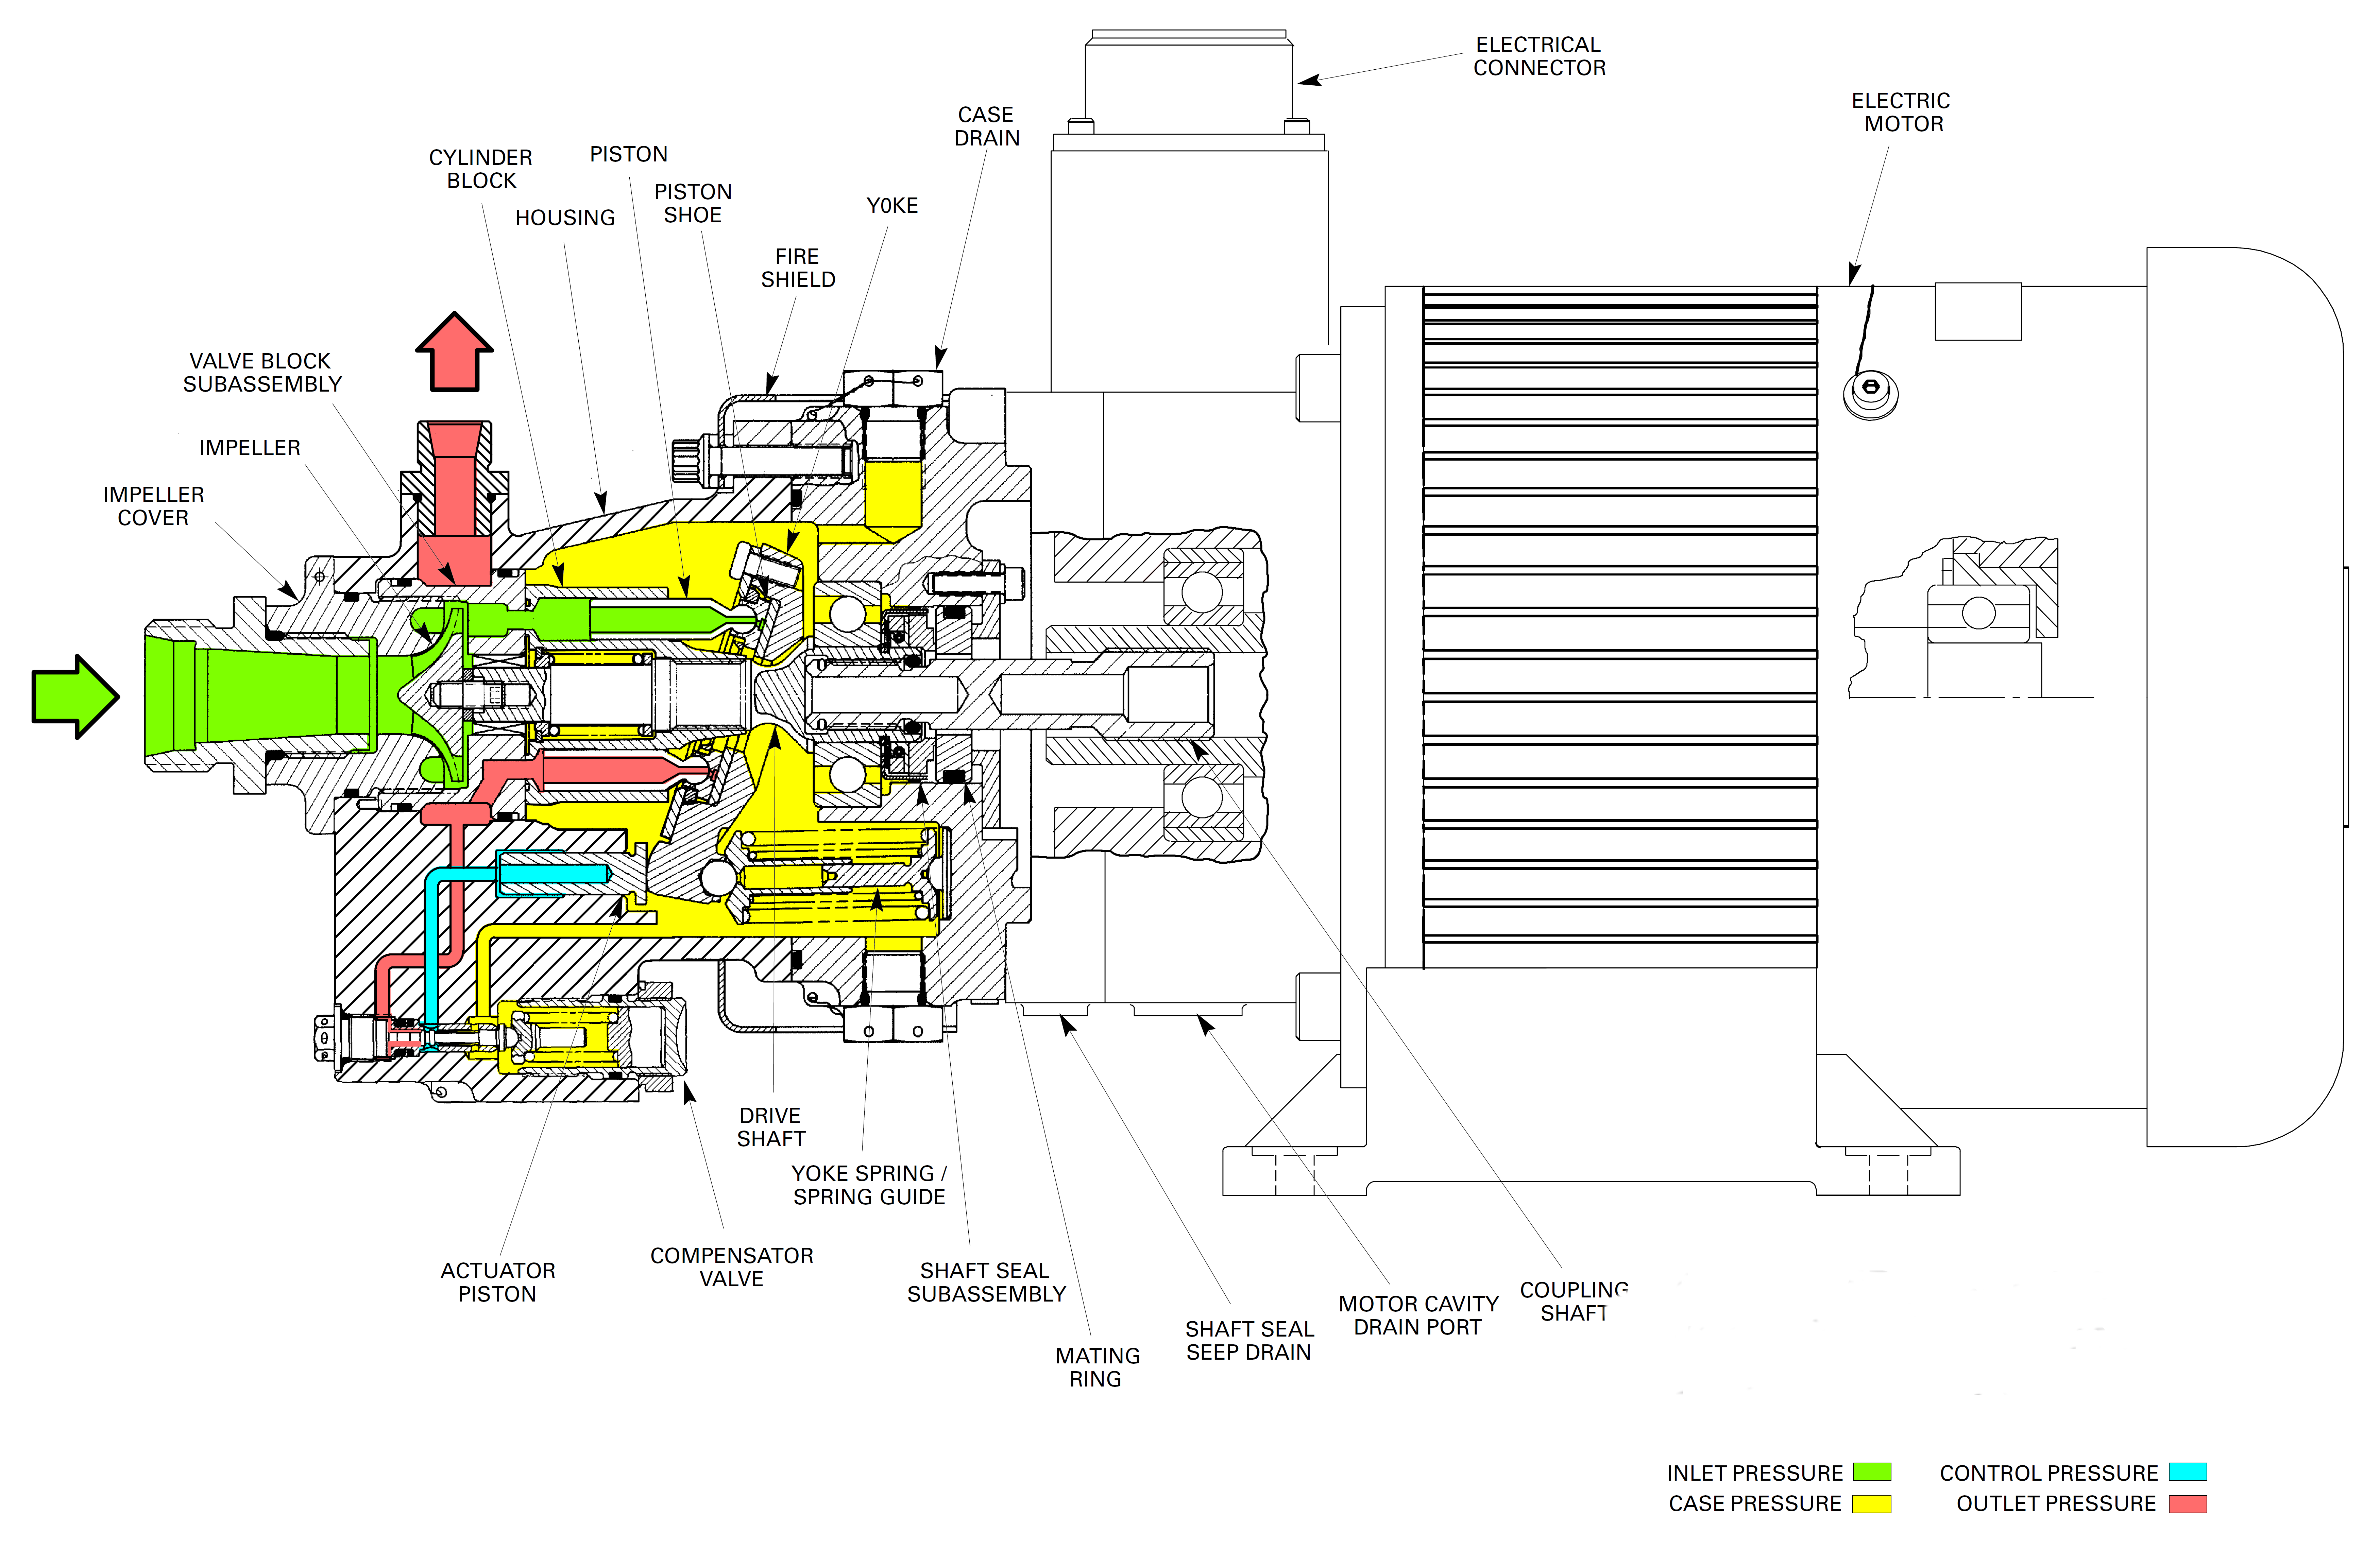 ELECTRICAL
CONNECTOR
ELECTRIC
MOTOR
CASE
DRAIN
CYLINDER
BLOCK
PISTON
PISTON
SHOE
HOUSING
Y0KE
FIRE
SHIELD
VALVE BLOCK
SUBASSEMBLY
IMPELLER
IMPELLER
COVER
DRIVE
SHAFT
YOKE SPRING /
SPRING GUIDE
ACTUATOR
PISTON
COMPENSATOR
VALVE
SHAFT SEAL
SUBASSEMBLY
MATING
RING
SHAFT SEAL
SEEP DRAIN
MOTOR CAVITY
DRAIN PORT
COUPLING
SHAFT
INLET PRESSURE
CONTROL PRESSURE
CASE PRESSURE
OUTLET PRESSURE